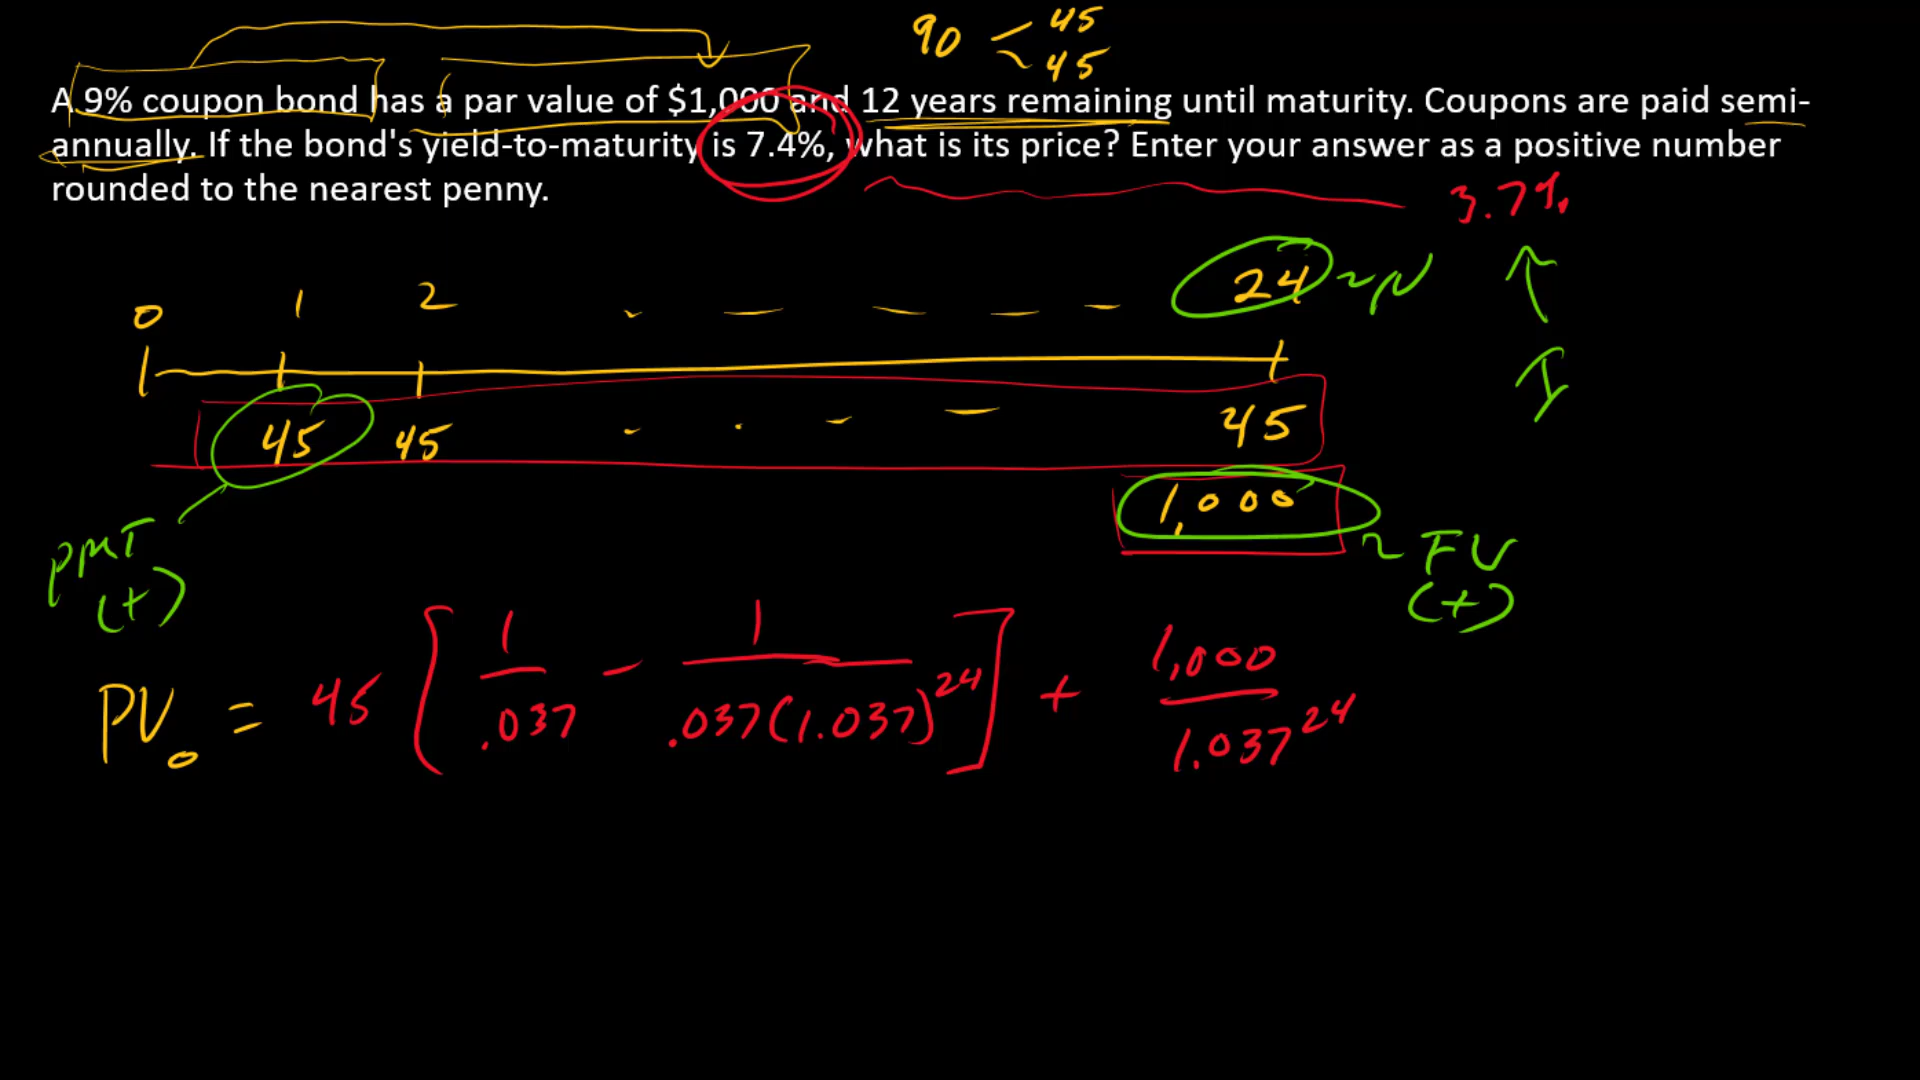 90 < 45
45
A 9% coupon bond has a par value of $1,000 and 12 years remaining until maturity. Coupons are paid semi-
annually. If the bond's yield-to-maturity is 7.4%, what is its price? Enter your answer as a positive number
rounded to the nearest penny.
3.7%
0 1 2 . — — — — 24 ~ N
I
45 45 . . - — 45
1,000
PMT
(+)
~ FV
(+)
PV₀ = 45 [ 1/.037 - 1/.037(1.037)²⁴ ] + 1,000/1.037²⁴